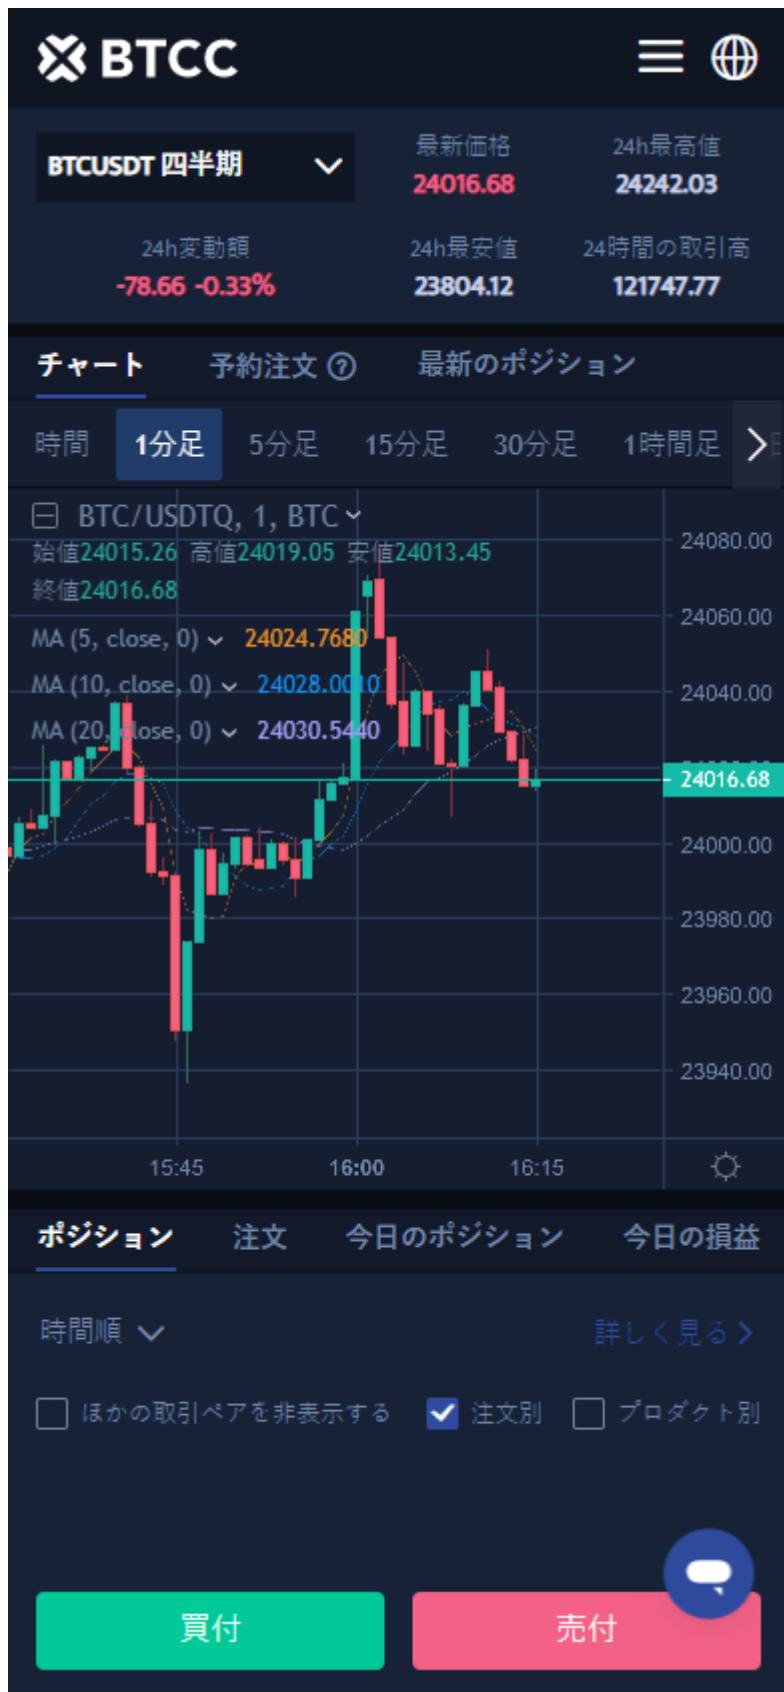 BTCC
BTCUSDT 四半期
最新価格
24016.68
24h最高値
24242.03
24h変動額
-78.66 -0.33%
24h最安値
23804.12
24時間の取引高
121747.77
チャート 予約注文 ? 最新のポジション
時間 1分足 5分足 15分足 30分足 1時間足
BTC/USDTQ, 1, BTC
始値24015.26 高値24019.05 安値24013.45
終値24016.68
MA (5, close, 0) 24024.7680
MA (10, close, 0) 24028.0010
MA (20, close, 0) 24030.5440
24080.00
24060.00
24040.00
24016.68
24000.00
23980.00
23960.00
23940.00
15:45 16:00 16:15
ポジション 注文 今日のポジション 今日の損益
時間順 詳しく見る
ほかの取引ペアを非表示する 注文別 プロダクト別
買付 売付